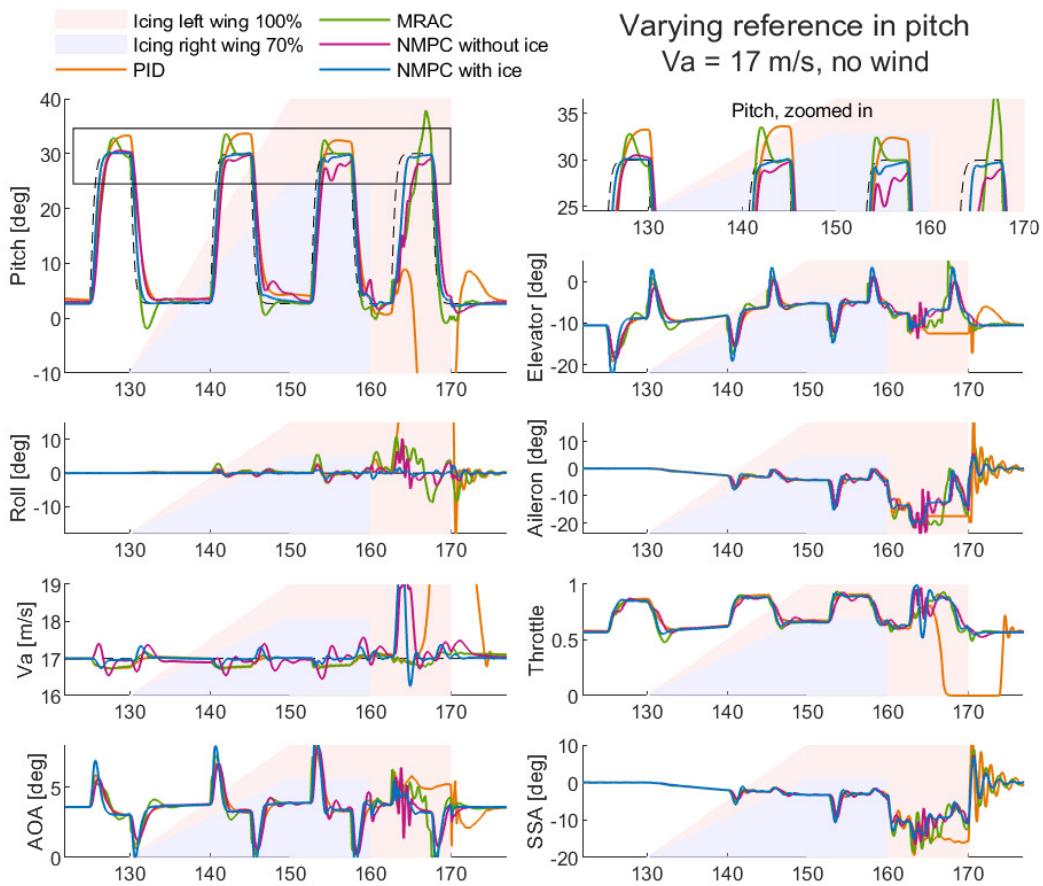 Icing left wing 100%
Icing right wing 70%
PID
MRAC
NMPC without ice
NMPC with ice
Varying reference in pitch
Va = 17 m/s, no wind
Pitch [deg]
40
30
20
10
0
-10
130 140 150 160 170
Pitch, zoomed in
35
30
25
130 140 150 160 170
Elevator [deg]
0
-10
-20
130 140 150 160 170
Roll [deg]
10
0
-10
130 140 150 160 170
Aileron [deg]
10
0
-10
-20
130 140 150 160 170
Va [m/s]
19
18
17
16
130 140 150 160 170
Throttle
1
0.5
0
130 140 150 160 170
AOA [deg]
5
0
130 140 150 160 170
SSA [deg]
10
0
-10
-20
130 140 150 160 170